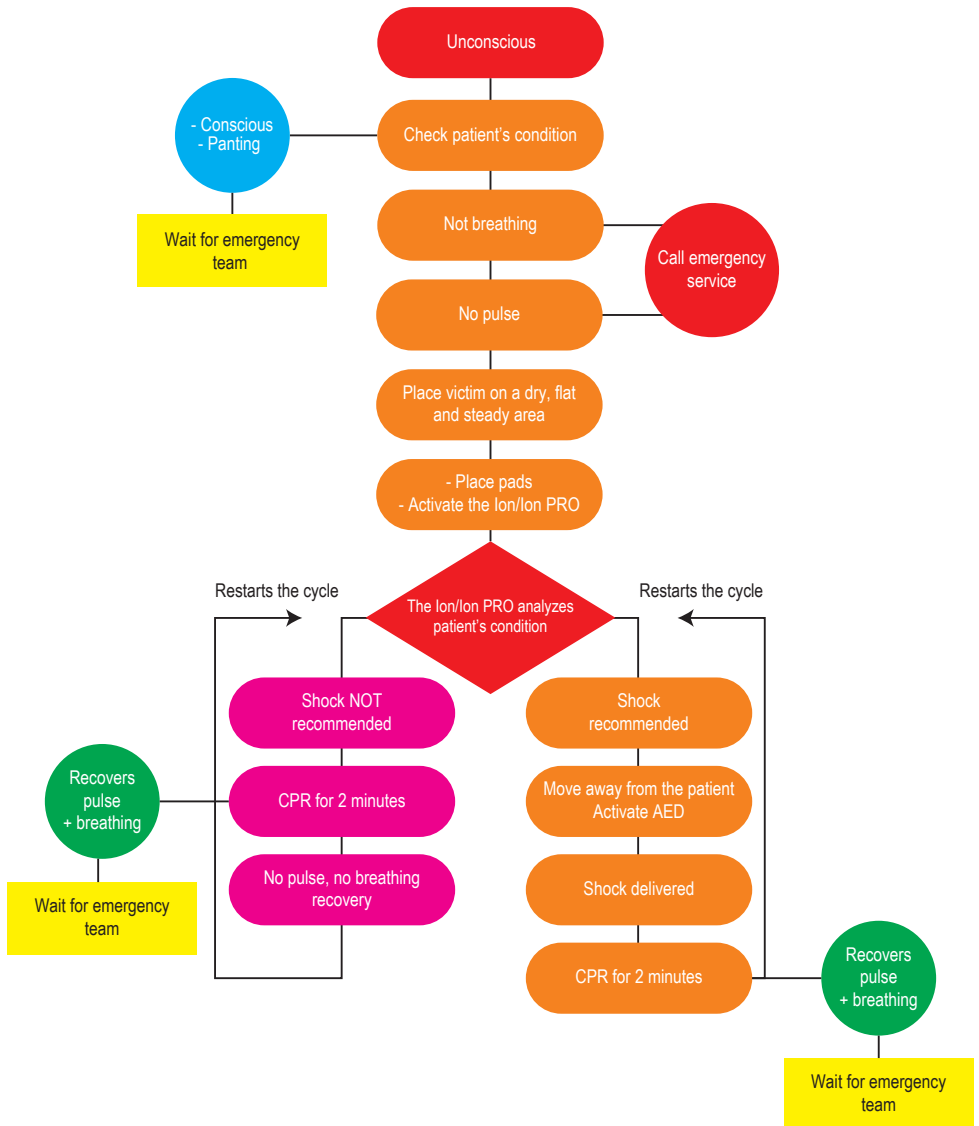 Unconscious
- Conscious
- Panting
Check patient's condition
Wait for emergency
team
Not breathing
Call emergency
service
No pulse
Place victim on a dry, flat
and steady area
- Place pads
- Activate the Ion/Ion PRO
Restarts the cycle
Restarts the cycle
The Ion/Ion PRO analyzes
patient's condition
Shock NOT
recommended
Shock
recommended
Recovers
pulse
+ breathing
CPR for 2 minutes
Move away from the patient
Activate AED
No pulse, no breathing
recovery
Shock delivered
Wait for emergency
team
CPR for 2 minutes
Recovers
pulse
+ breathing
Wait for emergency
team